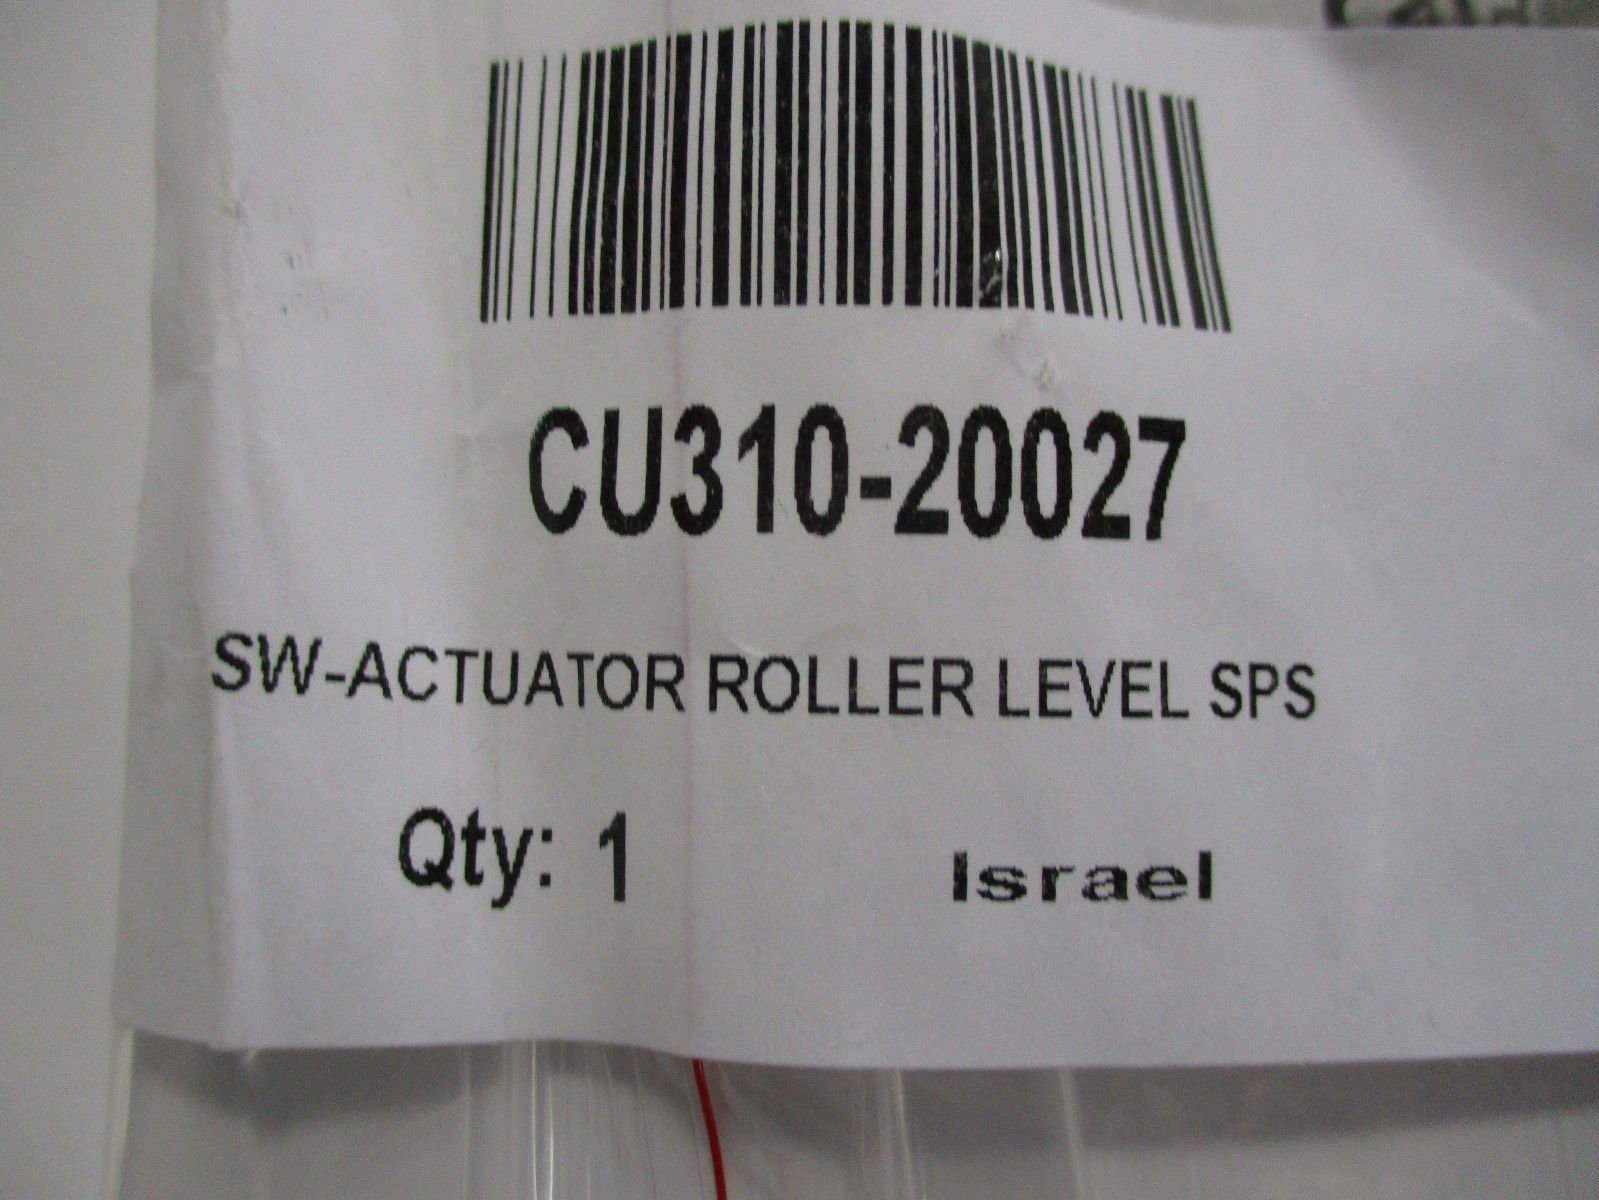 CU310-20027
SW-ACTUATOR ROLLER LEVEL SPS
Qty: 1 Israel